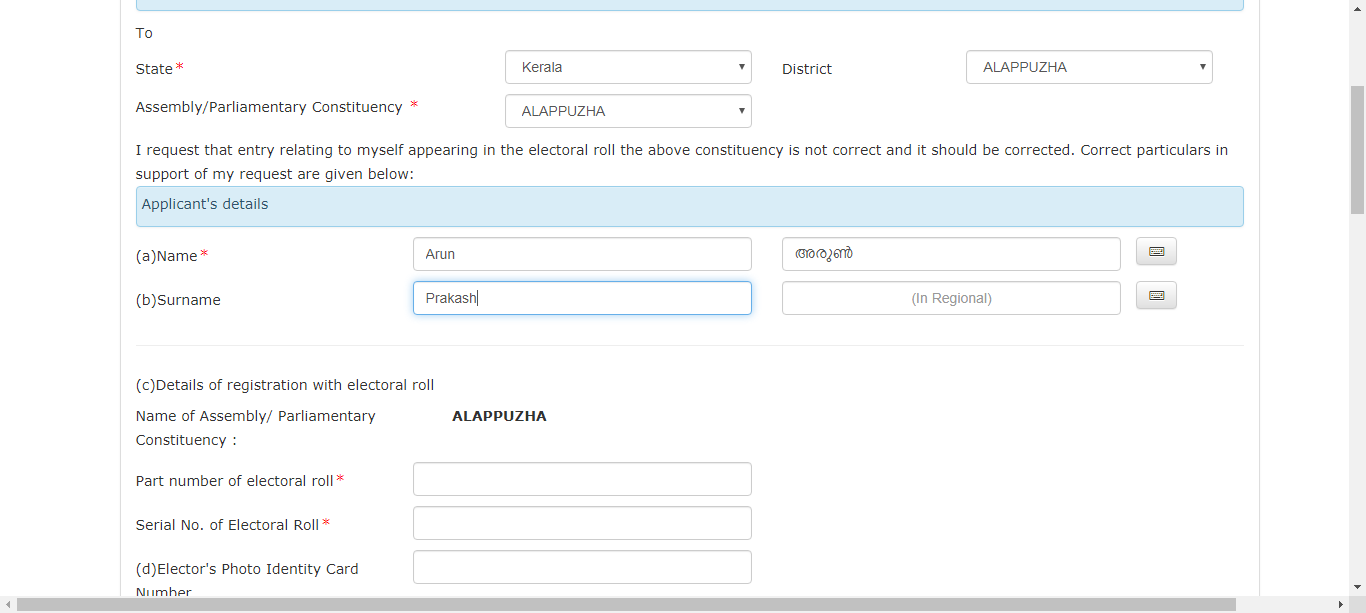 To
State* Kerala District ALAPPUZHA
Assembly/Parliamentary Constituency * ALAPPUZHA
I request that entry relating to myself appearing in the electoral roll the above constituency is not correct and it should be corrected. Correct particulars in
support of my request are given below:
Applicant's details
(a)Name* Arun അരുൺ
(b)Surname Prakash (In Regional)
(c)Details of registration with electoral roll
Name of Assembly/ Parliamentary ALAPPUZHA
Constituency :
Part number of electoral roll*
Serial No. of Electoral Roll*
(d)Elector's Photo Identity Card
Number